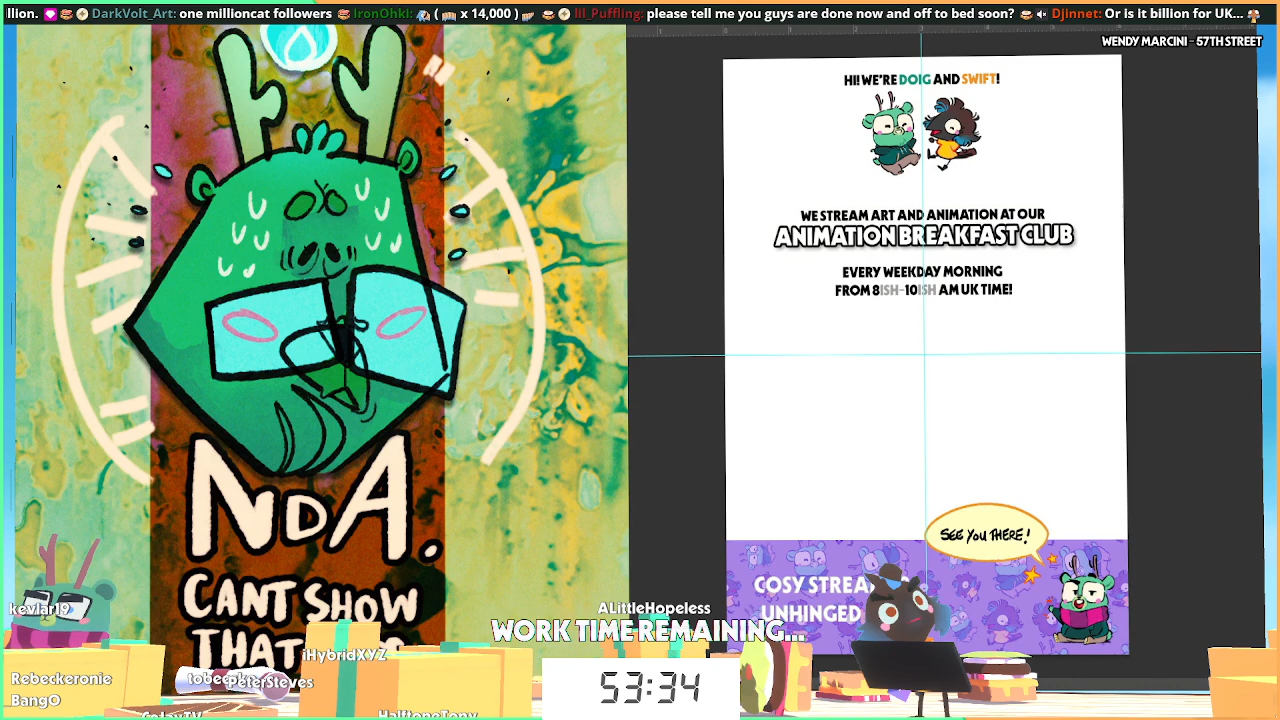 illion. DarkVolt_Art: one millioncat followers IronOhki: ( x 14,000 ) lil_Puffling: please tell me you guys are done now and off to bed soon? Djinnet: Or is it billion for UK...
WENDY MARCINI - 57TH STREET
HI! WE'RE DOIG AND SWIFT!
WE STREAM ART AND ANIMATION AT OUR
ANIMATION BREAKFAST CLUB
EVERY WEEKDAY MORNING
FROM 8ISH-10ISH AM UK TIME!
SEE YOU THERE!
COSY STREA
UNHINGED
NDA.
CANT SHOW
kevlar19
ALittleHopeless
WORK TIME REMAINING...
iHybridXYZ
Rebeckeronie
PeterSteves
BangO
HalftoneTony
53:34